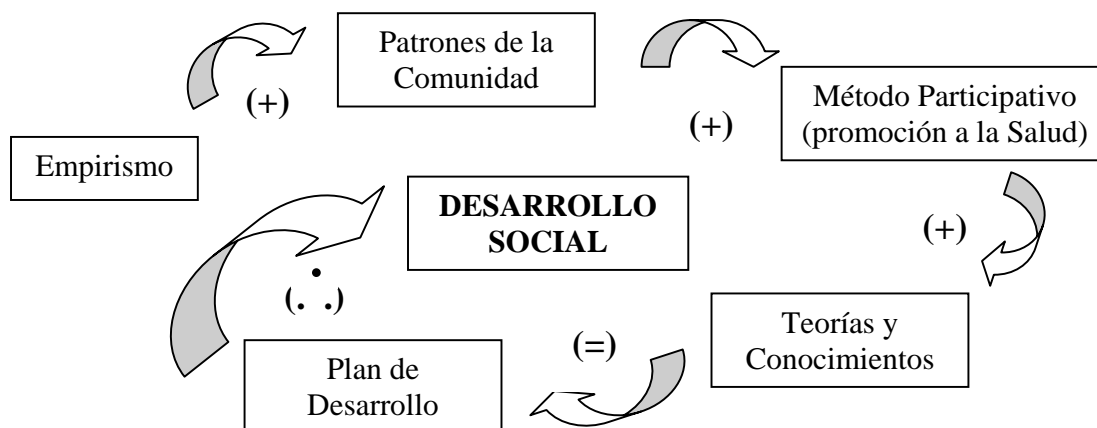 Patrones de la
Comunidad
(+)
Método Participativo
(promoción a la Salud)
(+)
Empirismo
DESARROLLO
SOCIAL
(+)
(. ̇ .)
Teorías y
Conocimientos
(=)
Plan de
Desarrollo